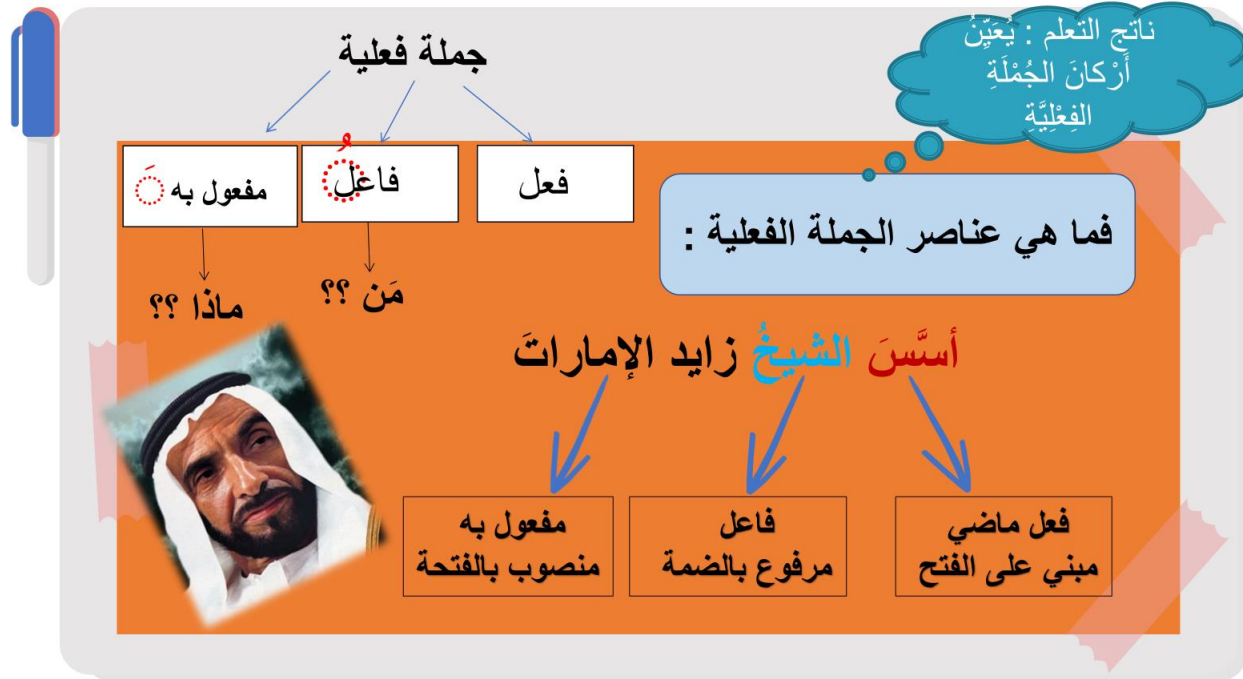 ناتج التعلم : يُعَيِّنُ
أَرْكانَ الجُمْلَةِ
الفِعْلِيَّةِ
جملة فعلية
فعل
فاعلُ
مفعول به َ
مَن ؟؟
ماذا ؟؟
فما هي عناصر الجملة الفعلية :
أسَّسَ الشيخُ زايد الإماراتَ
فعل ماضي
مبني على الفتح
فاعل
مرفوع بالضمة
مفعول به
منصوب بالفتحة